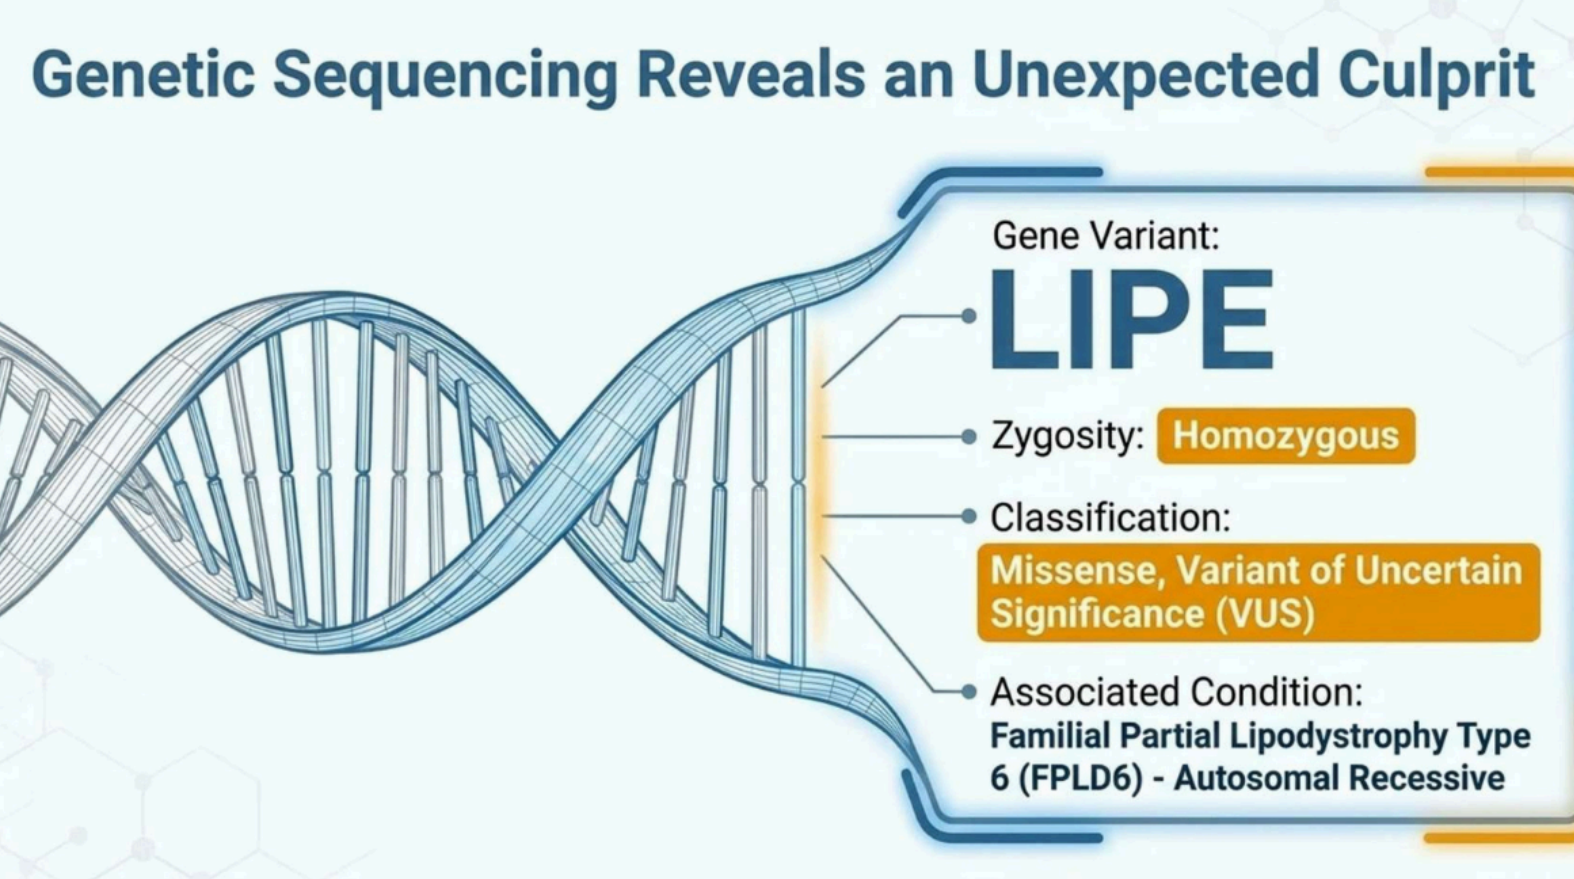 Genetic Sequencing Reveals an Unexpected Culprit
Gene Variant:
LIPE
Zygosity: Homozygous
Classification:
Missense, Variant of Uncertain
Significance (VUS)
Associated Condition:
Familial Partial Lipodystrophy Type
6 (FPLD6) - Autosomal Recessive